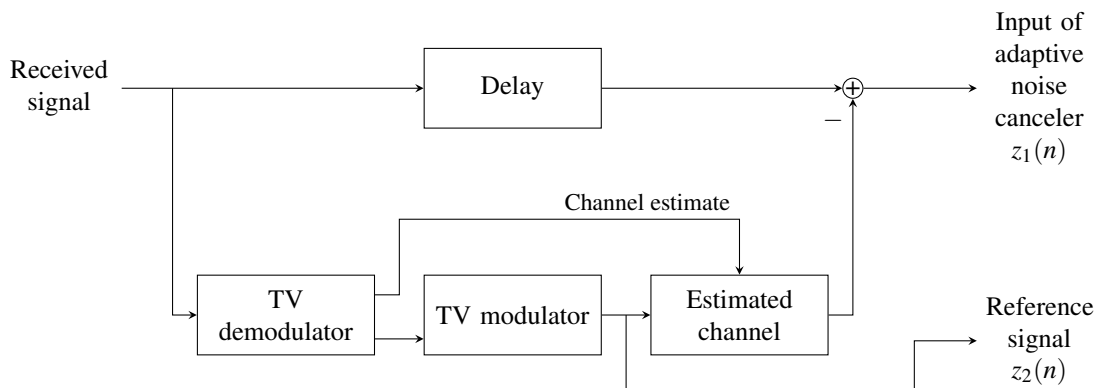 Received
signal
Delay
+
−
Input of
adaptive
noise
canceler
z₁(n)
Channel estimate
TV
demodulator
TV modulator
Estimated
channel
Reference
signal
z₂(n)